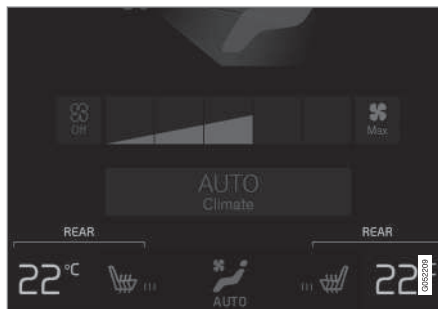 Off
Max
AUTO
Climate
REAR REAR
22°C 22°
AUTO
G052209